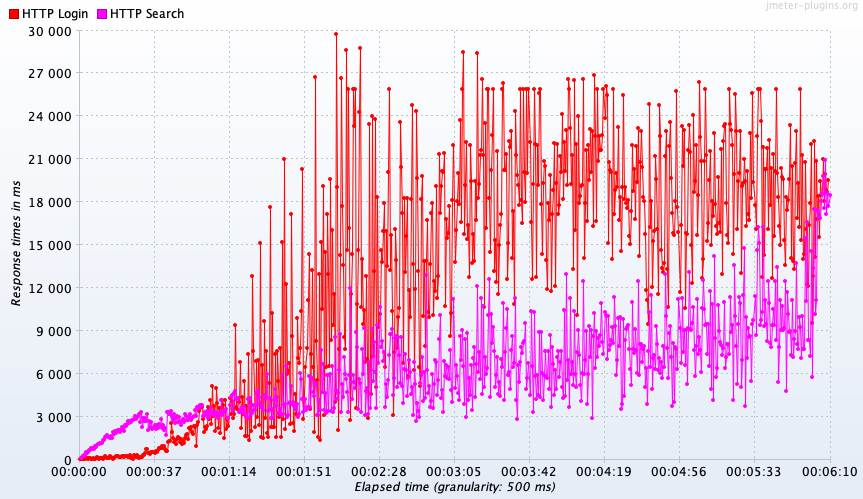 jmeter-plugins.org
HTTP Login HTTP Search
30 000
27 000
24 000
21 000
18 000
15 000
12 000
9 000
6 000
3 000
0
Response times in ms
00:00:00 00:00:37 00:01:14 00:01:51 00:02:28 00:03:05 00:03:42 00:04:19 00:04:56 00:05:33 00:06:10
Elapsed time (granularity: 500 ms)